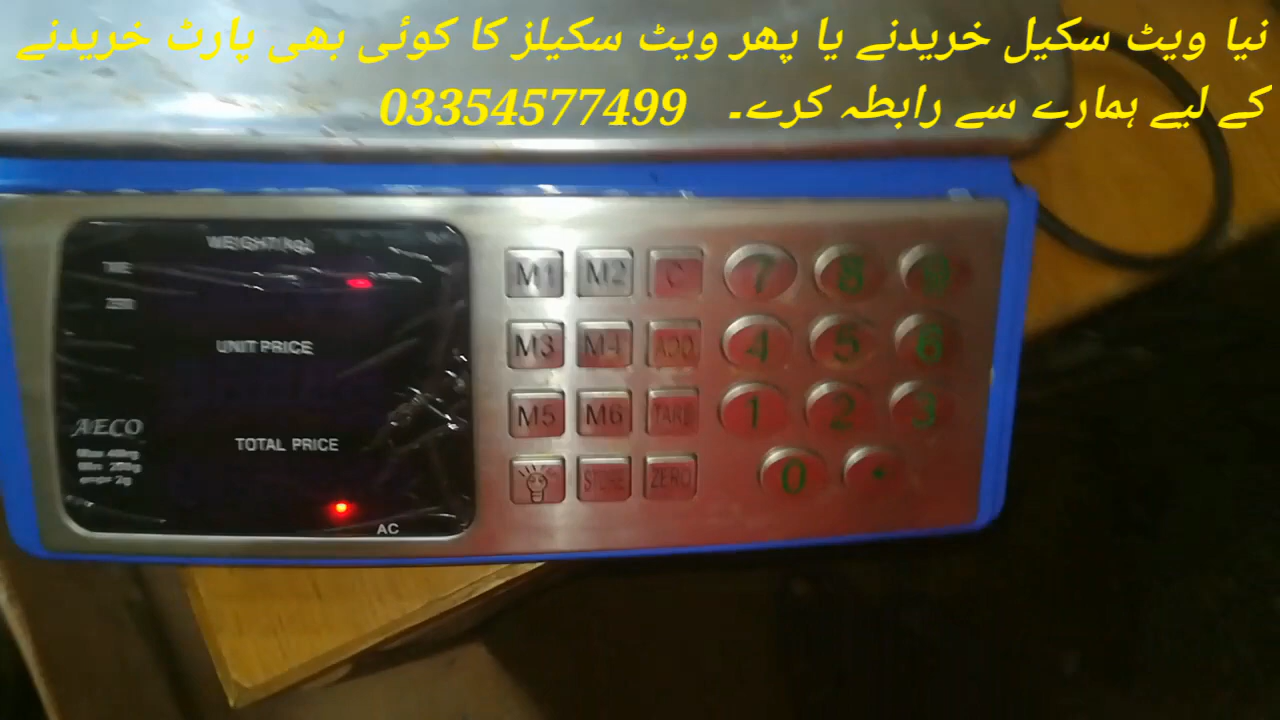 نیا ویٹ سکیل خریدنے یا پھر ویٹ سکیلز کا کوئی بھی پارٹ خریدنے
کے لیے ہمارے سے رابطہ کرے۔ 03354577499
WEIGHT(kg)
ZERO
UNIT PRICE
TOTAL PRICE
AC
M1 M2 C 7 8 9
M3 M4 ADD 4 5 6
M5 M6 TARE 1 2 3
STORE ZERO 0 .